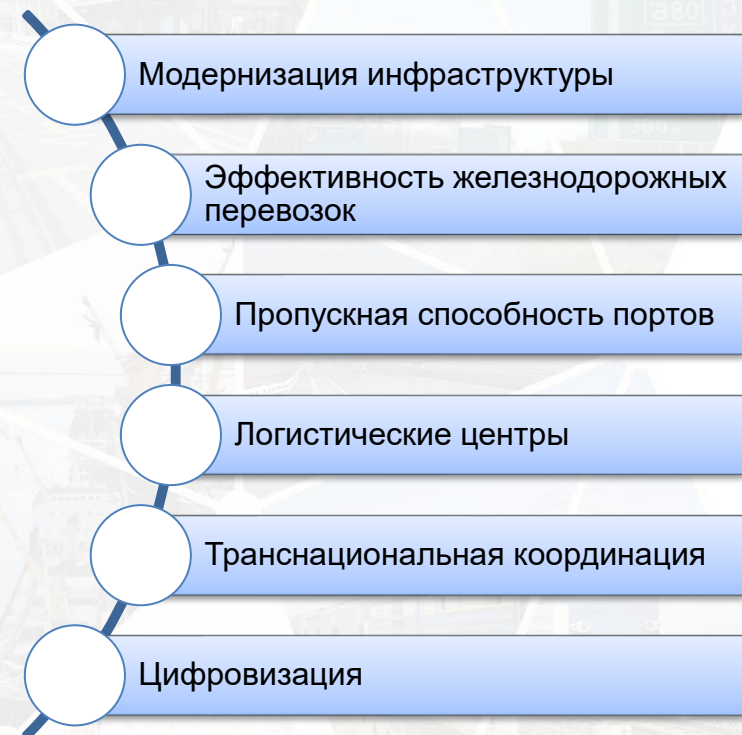 Модернизация инфраструктуры
Эффективность железнодорожных
перевозок
Пропускная способность портов
Логистические центры
Транснациональная координация
Цифровизация